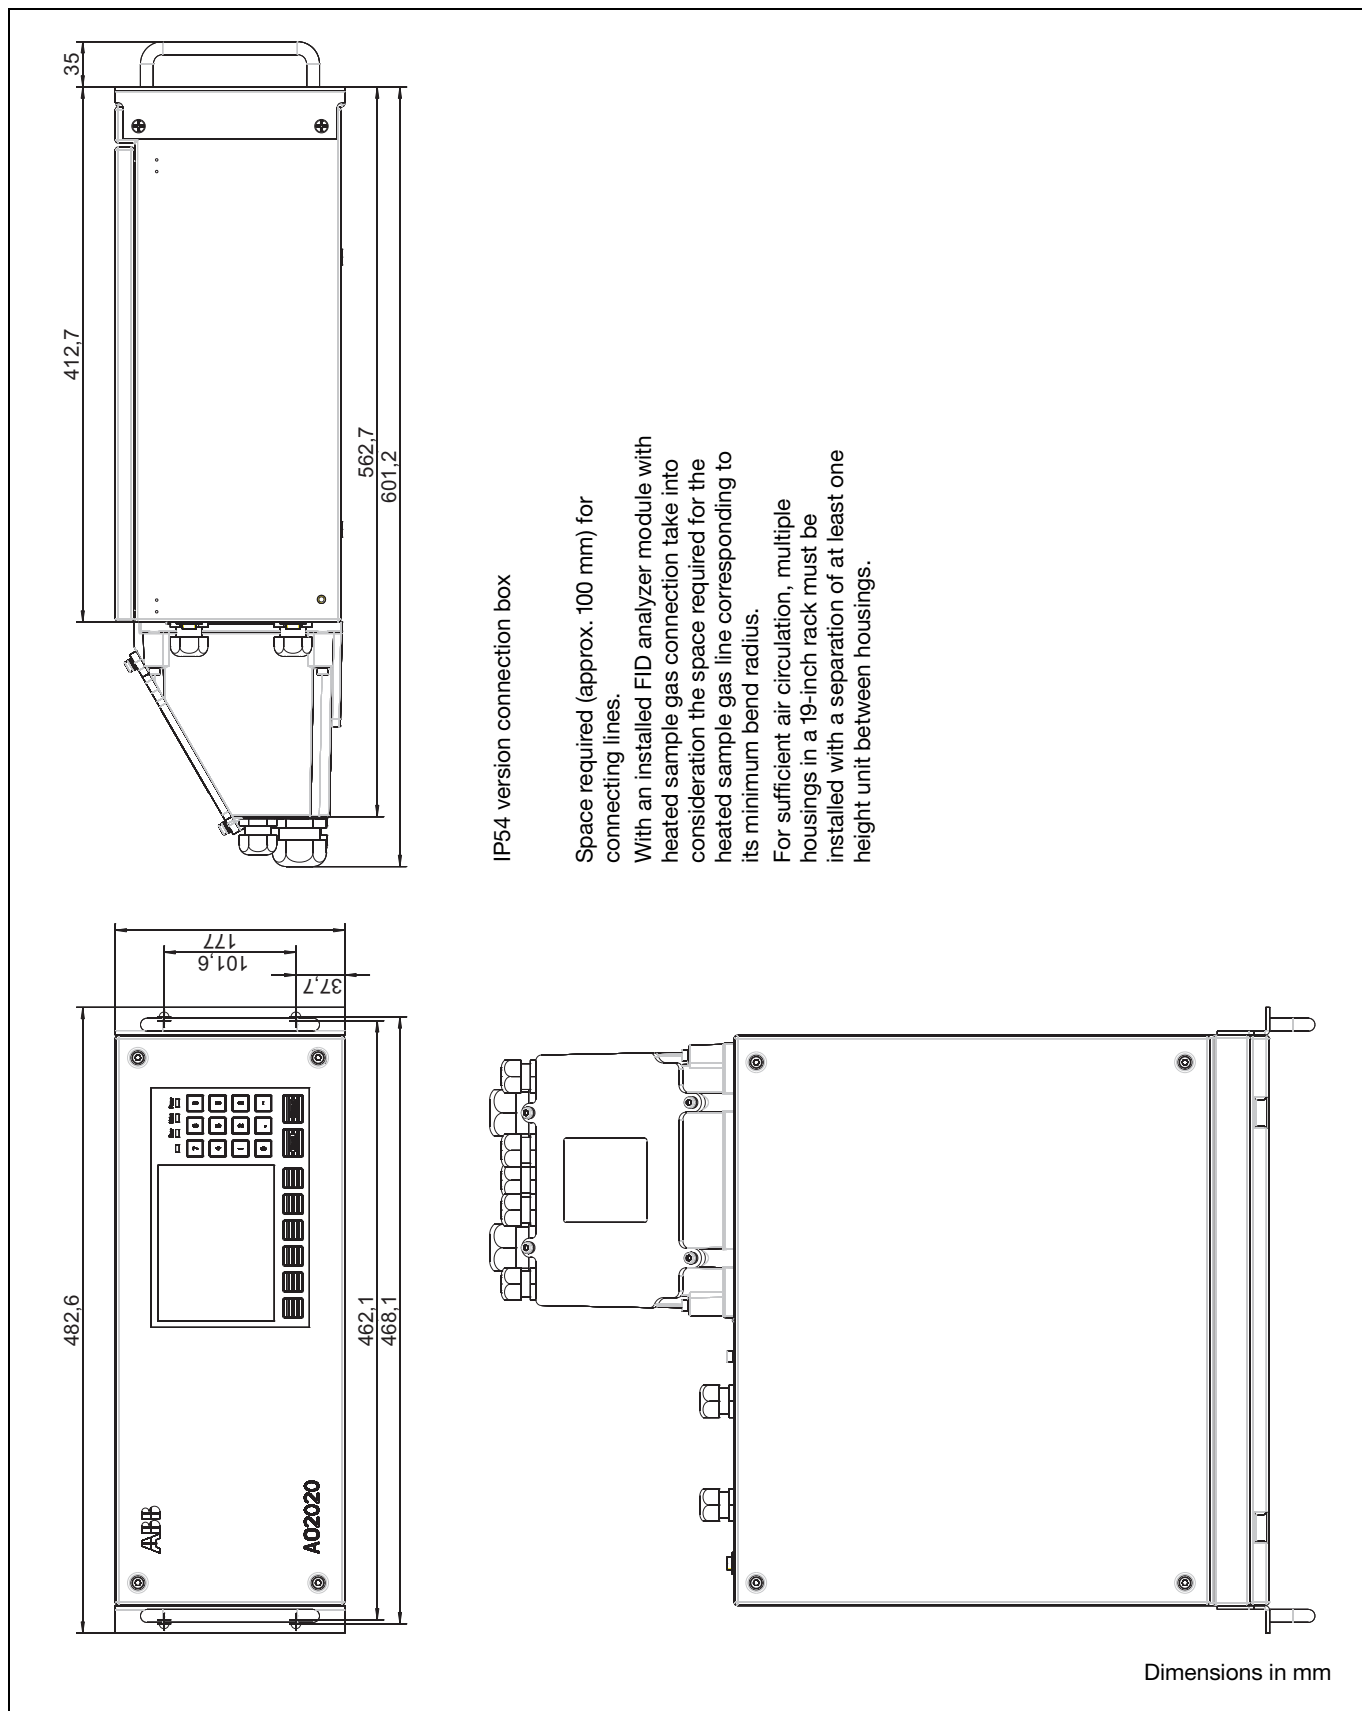 35
412,7
562,7
601,2
IP54 version connection box
Space required (approx. 100 mm) for
connecting lines.
With an installed FID analyzer module with
heated sample gas connection take into
consideration the space required for the
heated sample gas line corresponding to
its minimum bend radius.
For sufficient air circulation, multiple
housings in a 19-inch rack must be
installed with a separation of at least one
height unit between housings.
177
101,6
37,7
482,6
462,1
468,1
ABB
AO2020
Dimensions in mm